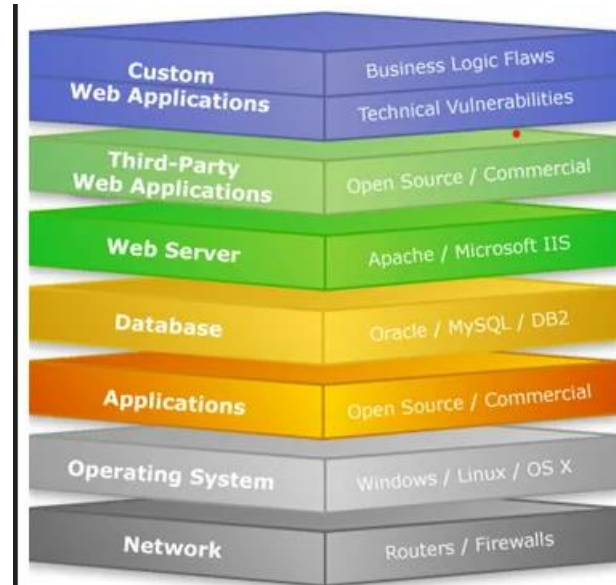 Custom
Web Applications
Business Logic Flaws
Technical Vulnerabilities
Third-Party
Web Applications
Open Source / Commercial
Web Server
Apache / Microsoft IIS
Database
Oracle / MySQL / DB2
Applications
Open Source / Commercial
Operating System
Windows / Linux / OS X
Network
Routers / Firewalls